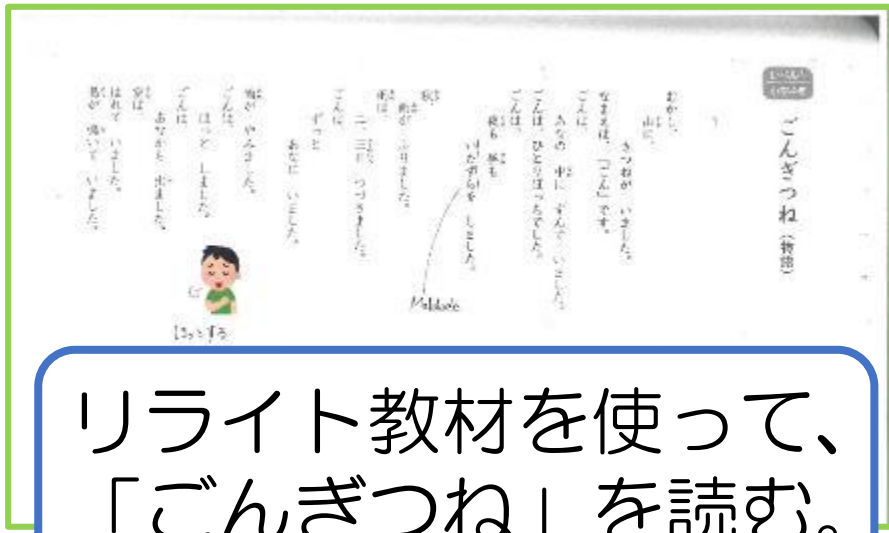 ごんぎつね（物語）
むかし、
山に、
きつねが いました。
なまえは、「ごん」です。
ごんは、
あなの 中に すんで いました。
ごんは、ひとりぼっちでした。
ごんは、
夜も 昼も
いたずらを しました。
Maldade
秋、
雨が ふりました。
雨は、
二、三日 つづきました。
ごんは、
ずっと
あなに いました。
雨が やみました。
ごんは、
ほっと しました。
ごんは、
あなから 出ました。
空は
はれて いました。
鳥が 鳴いて いました。
ほっとする
リライト教材を使って、
「ごんぎつね」を読む。